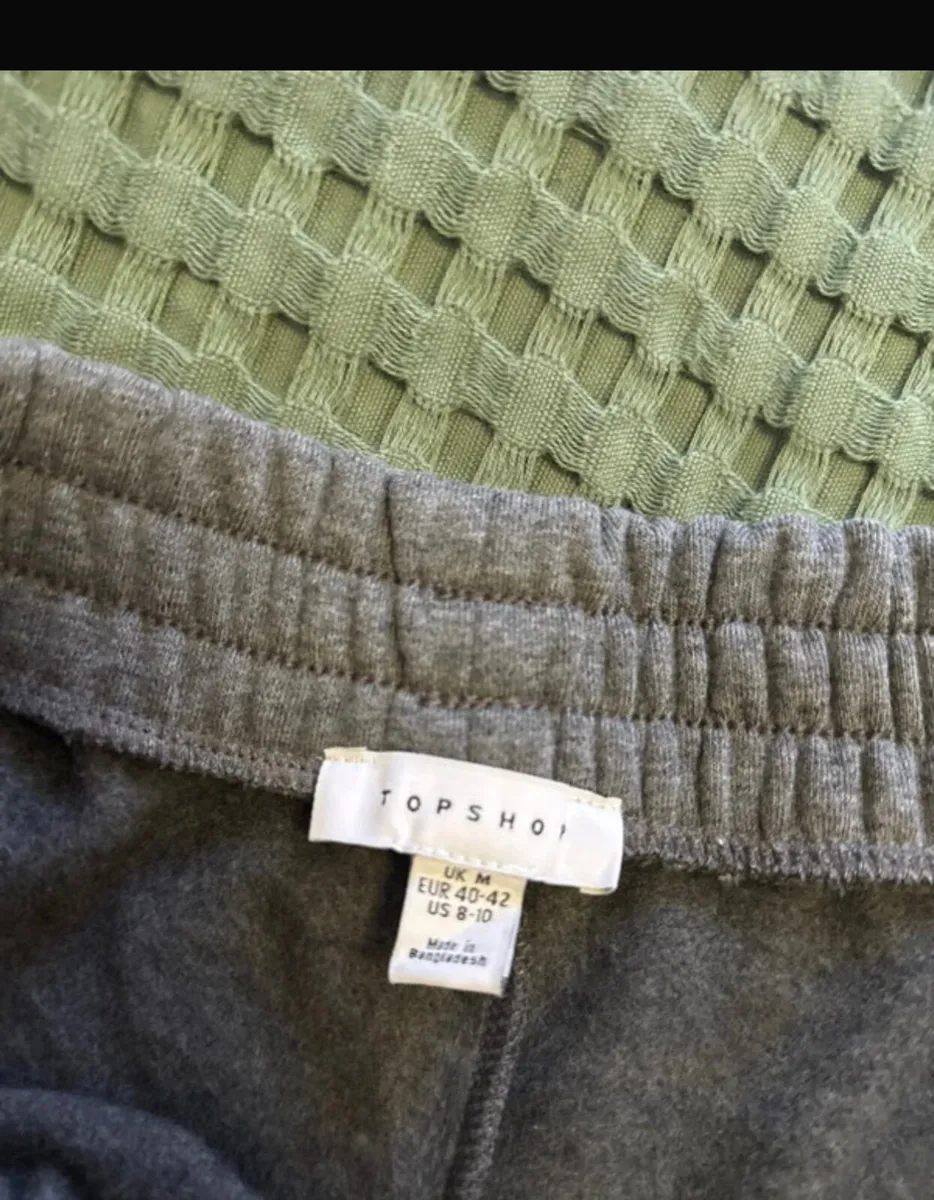 TOPSHOP
UK M
EUR 40-42
US 8-10
Made in
Bangladesh